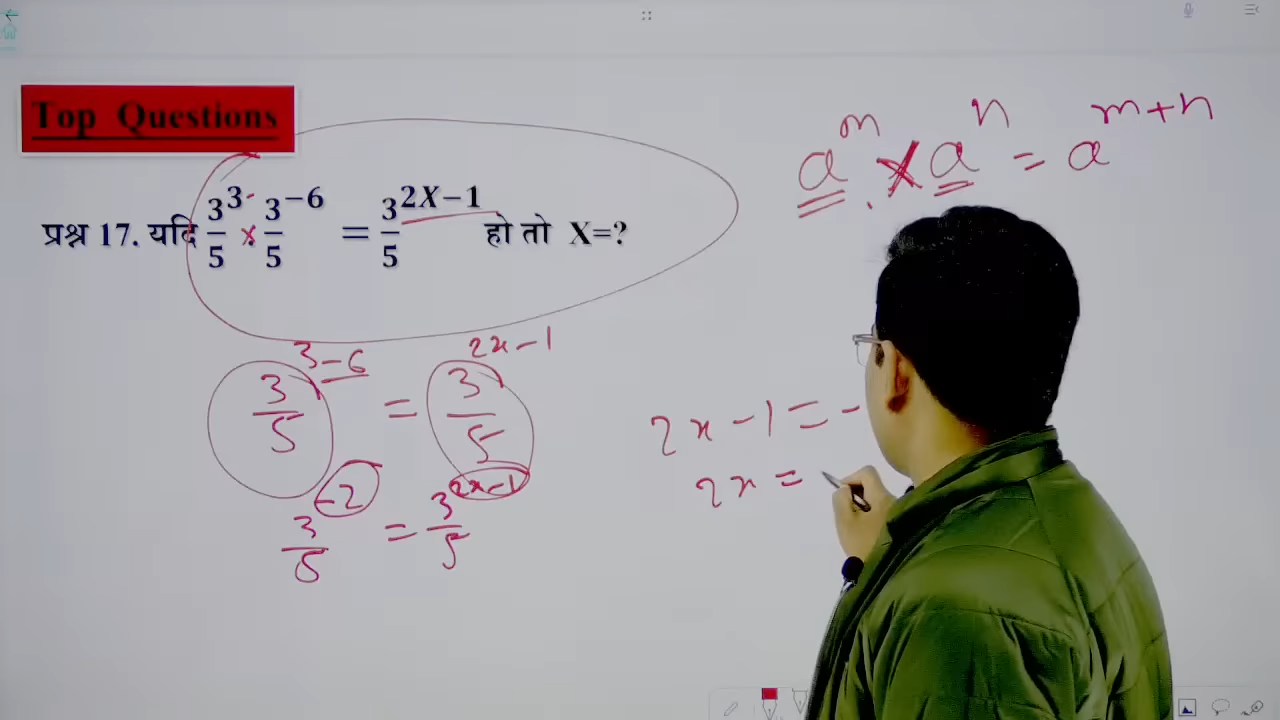 Top Questions
a^m × a^n = a^{m+n}
प्रश्न 17. यदि 3/5^3 × 3/5^{-6} = 3/5^{2X-1} हो तो X=?
3/5^{3-6} = 3/5^{2x-1}
3/5^{-2} = 3/5^{2x-1}
2x-1=-
2x=